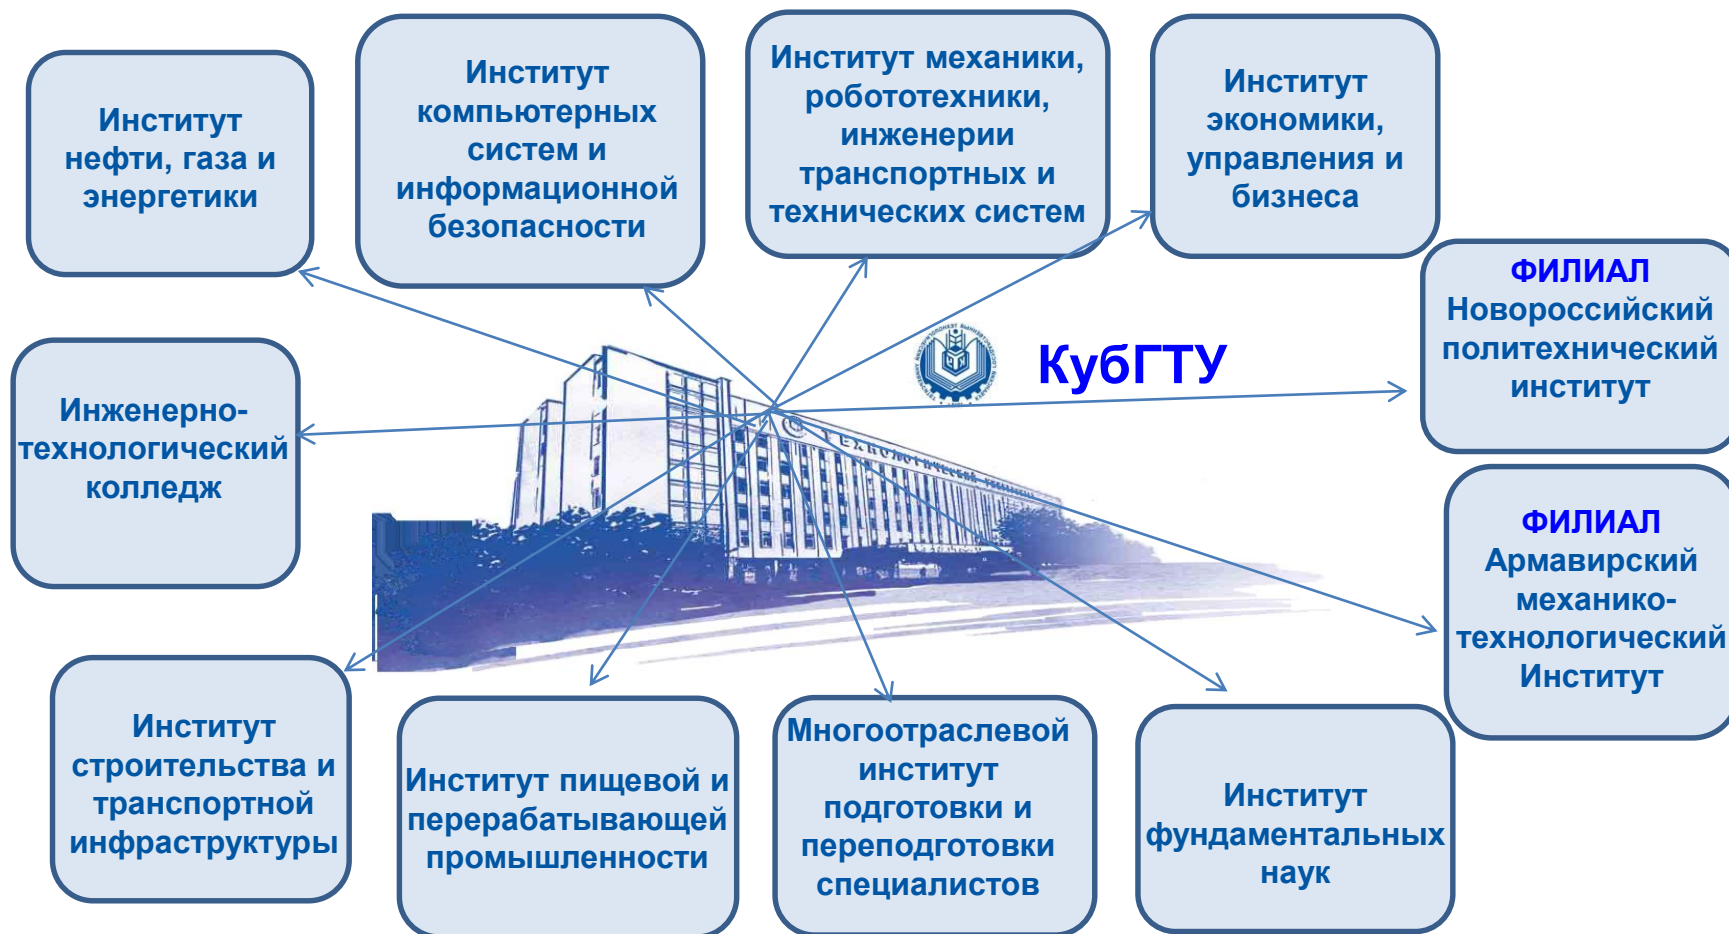 Институт
нефти, газа и
энергетики
Институт
компьютерных
систем и
информационной
безопасности
Институт механики,
робототехники,
инженерии
транспортных и
технических систем
Институт
экономики,
управления и
бизнеса
ФИЛИАЛ
Новороссийский
политехнический
институт
КубГТУ
Инженерно-
технологический
колледж
ТЕХНОЛОГИЧЕСКИЙ
ФИЛИАЛ
Армавирский
механико-
технологический
Институт
Институт
строительства и
транспортной
инфраструктуры
Институт пищевой и
перерабатывающей
промышленности
Многоотраслевой
институт
подготовки и
переподготовки
специалистов
Институт
фундаментальных
наук